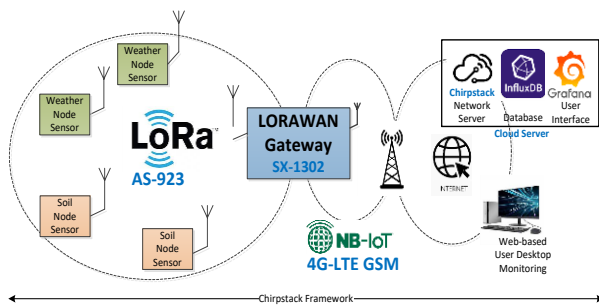 Weather
Node
Sensor
Weather
Node
Sensor
LoRa
TM
AS-923
Soil
Node
Sensor
Soil
Node
Sensor
LORAWAN
Gateway
SX-1302
NB-IoT
4G-LTE GSM
INTERNET
Chirpstack
Network
Server
InfluxDB
Database
Grafana
User
Interface
Cloud Server
Web-based
User Desktop
Monitoring
Chirpstack Framework